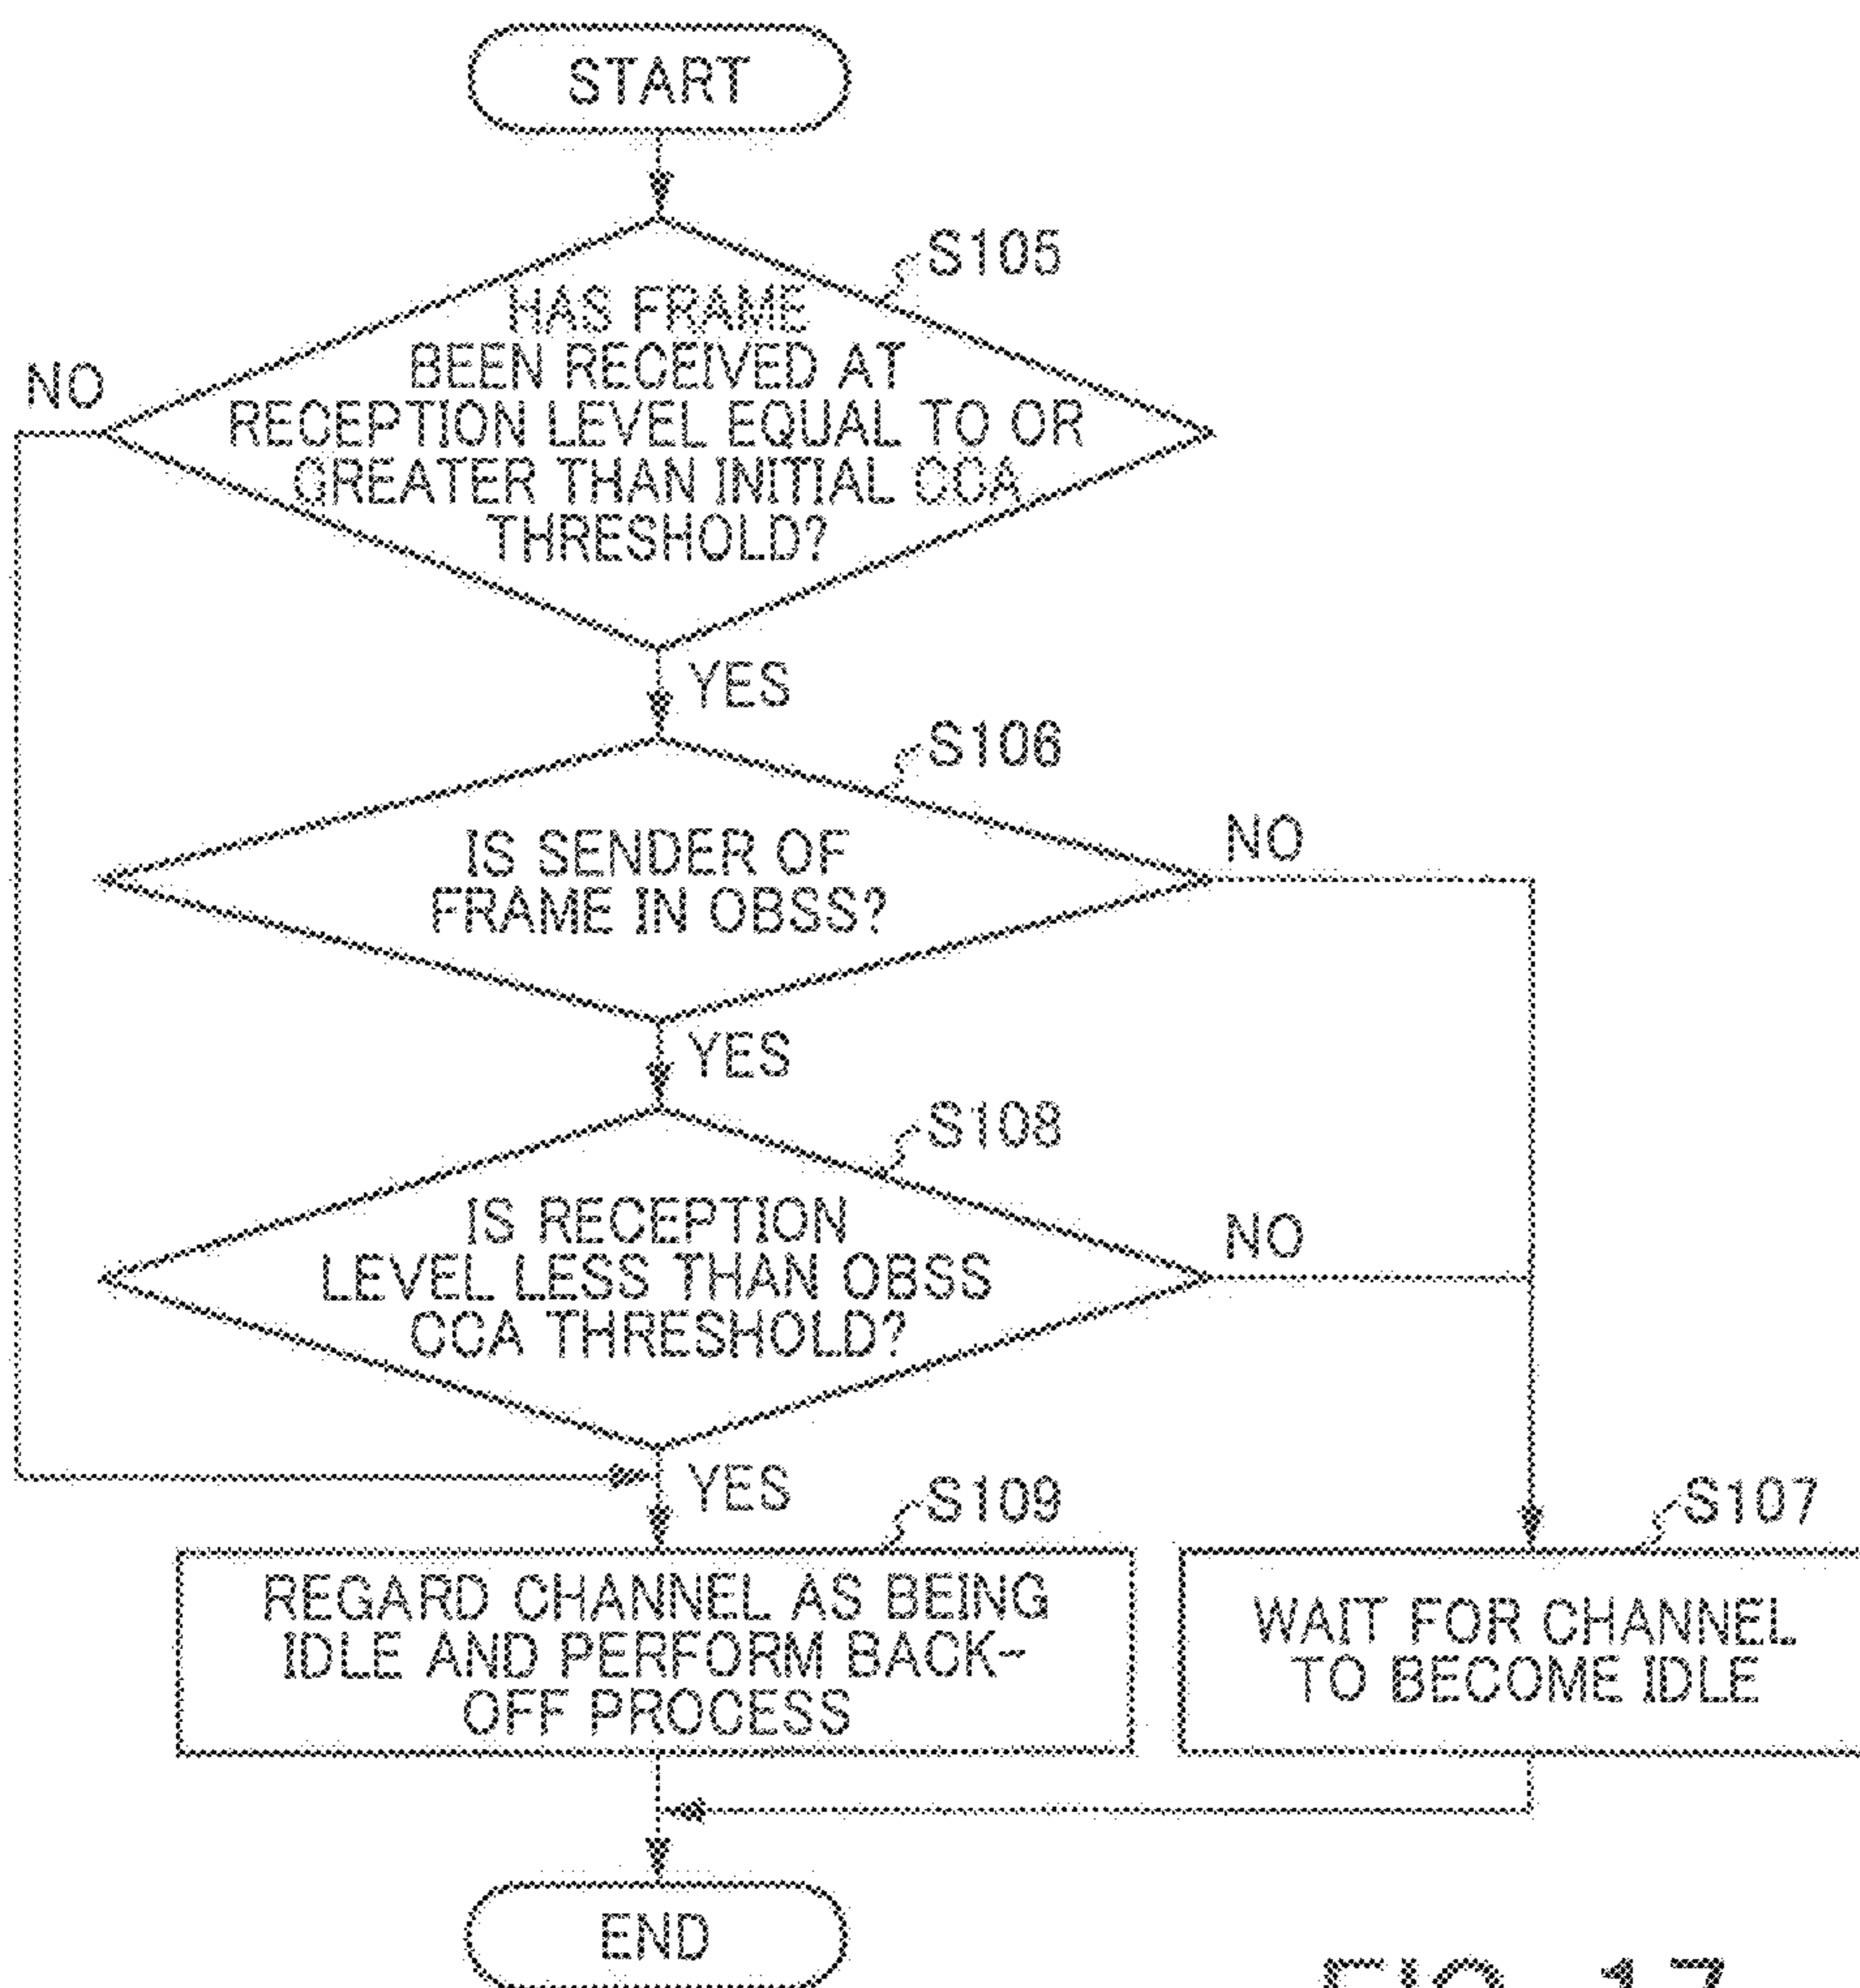 START
S105
HAS FRAME
BEEN RECEIVED AT
RECEPTION LEVEL EQUAL TO OR
GREATER THAN INITIAL CCA
THRESHOLD?
NO
YES
S106
IS SENDER OF
FRAME IN OBSS?
NO
YES
S108
IS RECEPTION
LEVEL LESS THAN OBSS
CCA THRESHOLD?
NO
YES
S109
REGARD CHANNEL AS BEING
IDLE AND PERFORM BACK-
OFF PROCESS
S107
WAIT FOR CHANNEL
TO BECOME IDLE
END
FIG. 17